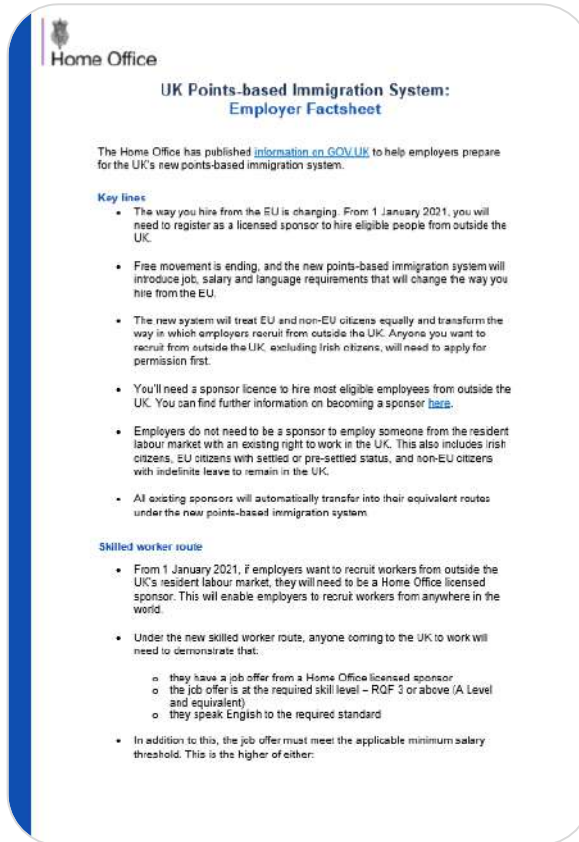 Home Office
UK Points-based Immigration System:
Employer Factsheet
The Home Office has published information on GOV.UK to help employers prepare
for the UK's new points-based immigration system.
Key lines
• The way you hire from the EU is changing. From 1 January 2021, you will
need to register as a licensed sponsor to hire eligible people from outside the
UK.
• Free movement is ending, and the new points-based immigration system will
introduce job, salary and language requirements that will change the way you
hire from the EU.
• The new system will treat EU and non-EU citizens equally and transform the
way in which employers recruit from outside the UK. Anyone you want to
recruit from outside the UK, excluding Irish citizens, will need to apply for
permission first.
• You'll need a sponsor licence to hire most eligible employees from outside the
UK. You can find further information on becoming a sponsor here.
• Employers do not need to be a sponsor to employ someone from the resident
labour market with an existing right to work in the UK. This also includes Irish
citizens, EU citizens with settled or pre-settled status, and non-EU citizens
with indefinite leave to remain in the UK.
• All existing sponsors will automatically transfer into their equivalent routes
under the new points-based immigration system
Skilled worker route
• From 1 January 2021, if employers want to recruit workers from outside the
UK's resident labour market, they will need to be a Home Office licensed
sponsor. This will enable employers to recruit workers from anywhere in the
world.
• Under the new skilled worker route, anyone coming to the UK to work will
need to demonstrate that:
o they have a job offer from a Home Office licensed sponsor
o the job offer is at the required skill level – RQF 3 or above (A Level
and equivalent)
o they speak English to the required standard
• In addition to this, the job offer must meet the applicable minimum salary
threshold. This is the higher of either: